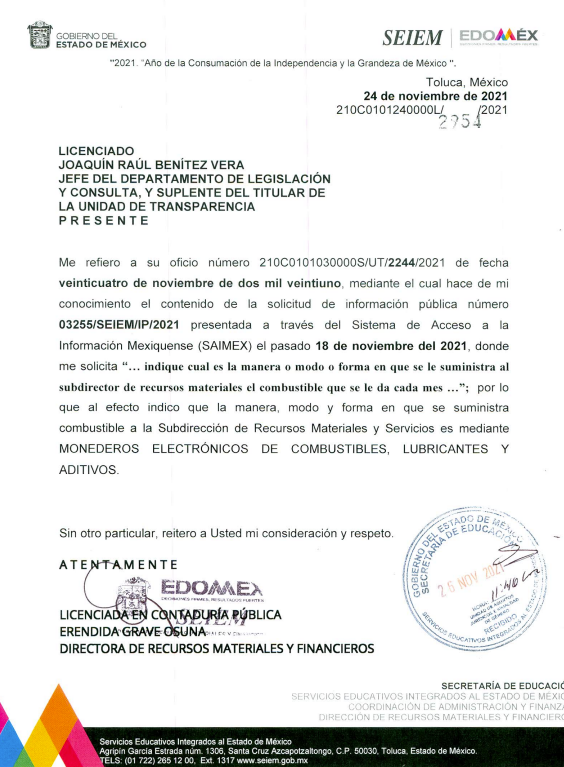 GOBIERNO DEL
ESTADO DE MÉXICO
SEIEM
EDOMÉX
"2021. "Año de la Consumación de la Independencia y la Grandeza de México ".
Toluca, México
24 de noviembre de 2021
210C0101240000L/ /2021
2954
LICENCIADO
JOAQUÍN RAÚL BENÍTEZ VERA
JEFE DEL DEPARTAMENTO DE LEGISLACIÓN
Y CONSULTA, Y SUPLENTE DEL TITULAR DE
LA UNIDAD DE TRANSPARENCIA
P R E S E N T E
Me refiero a su oficio número 210C0101030000S/UT/2244/2021 de fecha
veinticuatro de noviembre de dos mil veintiuno, mediante el cual hace de mi
conocimiento el contenido de la solicitud de información pública número
03255/SEIEM/IP/2021 presentada a través del Sistema de Acceso a la
Información Mexiquense (SAIMEX) el pasado 18 de noviembre del 2021, donde
me solicita "… indique cual es la manera o modo o forma en que se le suministra al
subdirector de recursos materiales el combustible que se le da cada mes …"; por lo
que al efecto indico que la manera, modo y forma en que se suministra
combustible a la Subdirección de Recursos Materiales y Servicios es mediante
MONEDEROS ELECTRÓNICOS DE COMBUSTIBLES, LUBRICANTES Y
ADITIVOS.
Sin otro particular, reitero a Usted mi consideración y respeto.
A T E N T A M E N T E
EDOMEX
DECISIONES FIRMES, RESULTADOS FUERTES
SEIEM
LICENCIADA EN CONTADURÍA PÚBLICA
ERENDIDA GRAVE OSUNA
DIRECTORA DE RECURSOS MATERIALES Y FINANCIEROS
GOBIERNO DEL ESTADO DE MÉXICO
SECRETARÍA DE EDUCACIÓN
NOV 2021
RECIBIDO
SERVICIOS EDUCATIVOS INTEGRADOS AL ESTADO DE
SECRETARÍA DE EDUCACIÓ
SERVICIOS EDUCATIVOS INTEGRADOS AL ESTADO DE MÉXIC
COORDINACIÓN DE ADMINISTRACIÓN Y FINANZA
DIRECCIÓN DE RECURSOS MATERIALES Y FINANCIERO
Servicios Educativos Integrados al Estado de México
Agripín García Estrada núm. 1306, Santa Cruz Azcapotzaltongo, C.P. 50030, Toluca, Estado de México.
TELS: (01 722) 265 12 00, Ext. 1317 www.seiem.gob.mx